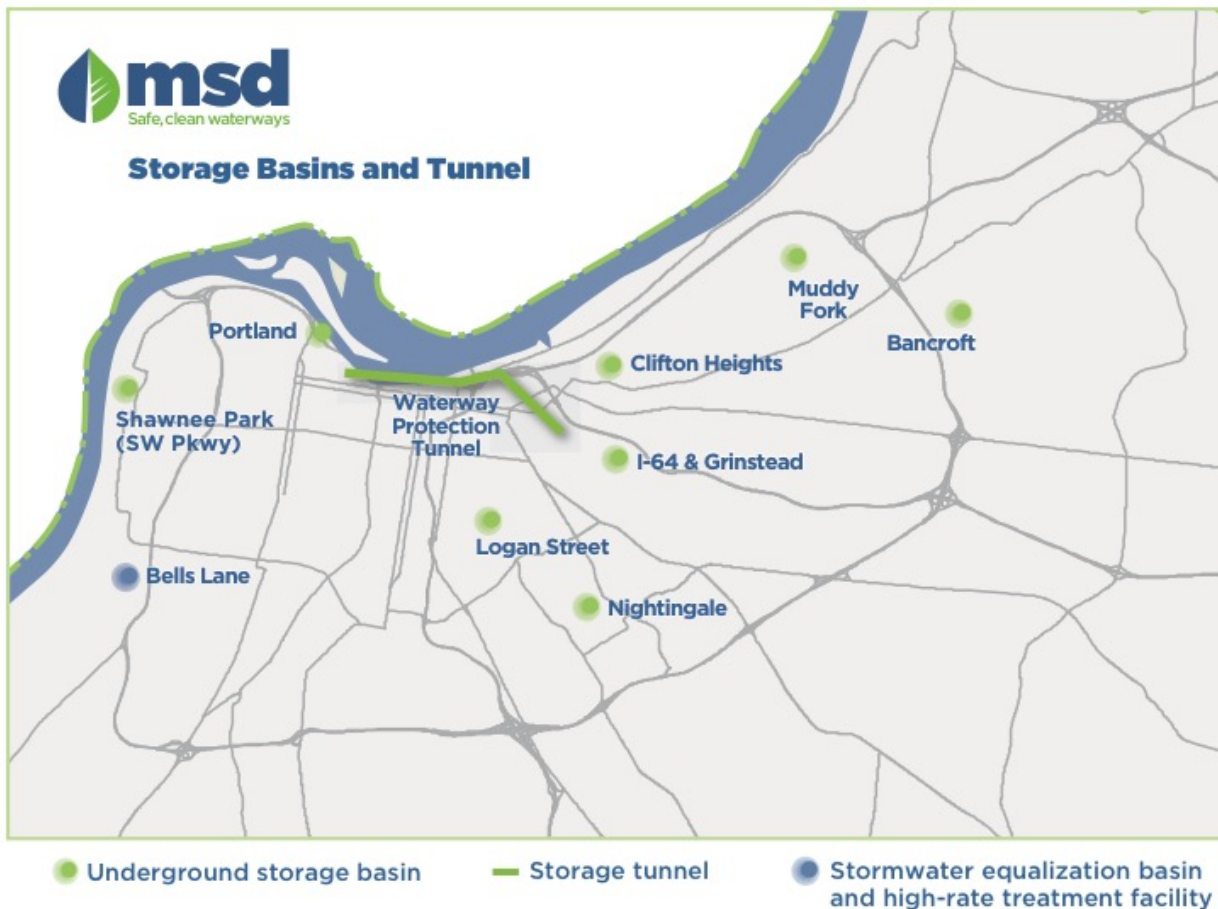 msd
Safe, clean waterways
Storage Basins and Tunnel
Muddy
Fork
Portland
Bancroft
Clifton Heights
Shawnee Park
(SW Pkwy)
Waterway
Protection
Tunnel
I-64 & Grinstead
Logan Street
Bells Lane
Nightingale
Underground storage basin
Storage tunnel
Stormwater equalization basin
and high-rate treatment facility